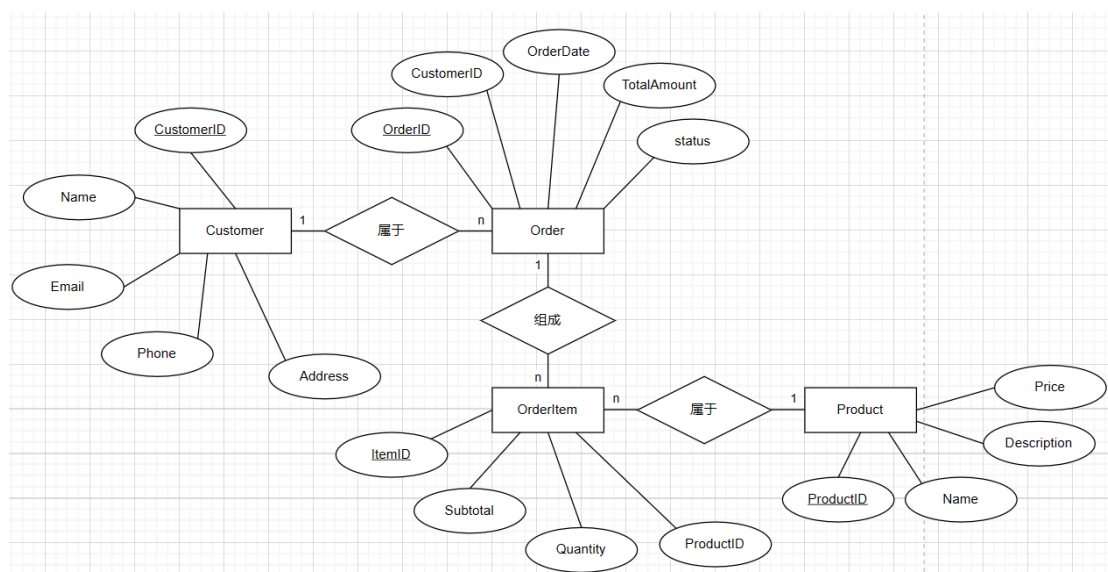 OrderDate
CustomerID
TotalAmount
CustomerID
OrderID
status
Name
Customer
1
属于
n
Order
1
Email
组成
Phone
Address
n
OrderItem
n
属于
1
Product
Price
Description
ItemID
Subtotal
ProductID
Name
Quantity
ProductID